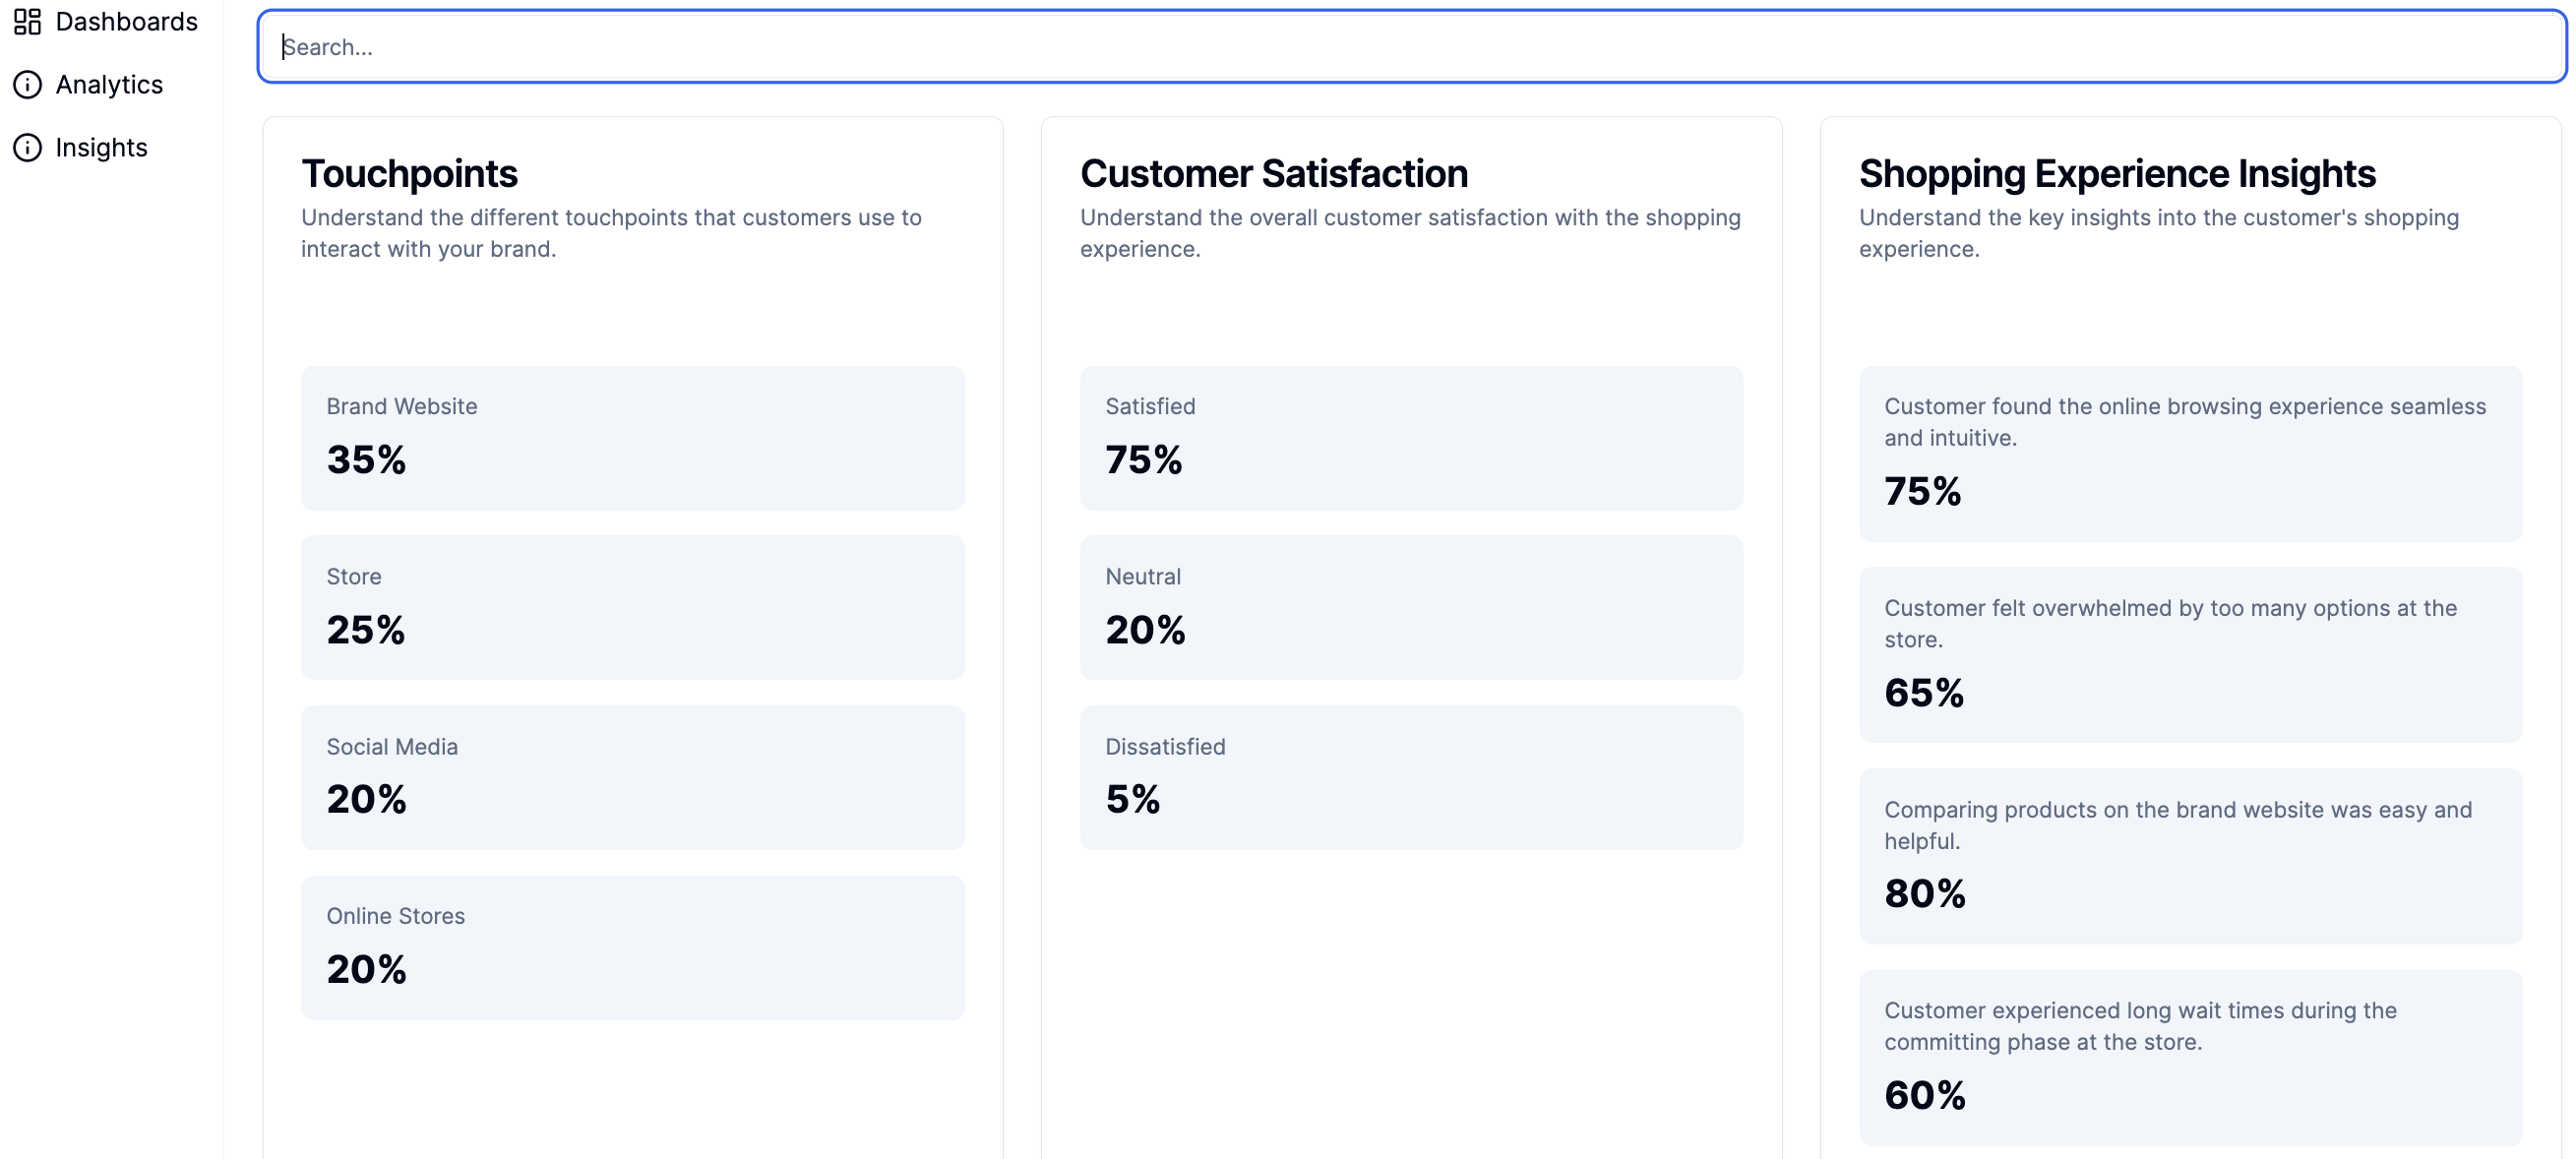 Dashboards
Analytics
Insights
Search...
Touchpoints
Understand the different touchpoints that customers use to
interact with your brand.
Brand Website
35%
Store
25%
Social Media
20%
Online Stores
20%
Customer Satisfaction
Understand the overall customer satisfaction with the shopping
experience.
Satisfied
75%
Neutral
20%
Dissatisfied
5%
Shopping Experience Insights
Understand the key insights into the customer's shopping
experience.
Customer found the online browsing experience seamless
and intuitive.
75%
Customer felt overwhelmed by too many options at the
store.
65%
Comparing products on the brand website was easy and
helpful.
80%
Customer experienced long wait times during the
committing phase at the store.
60%